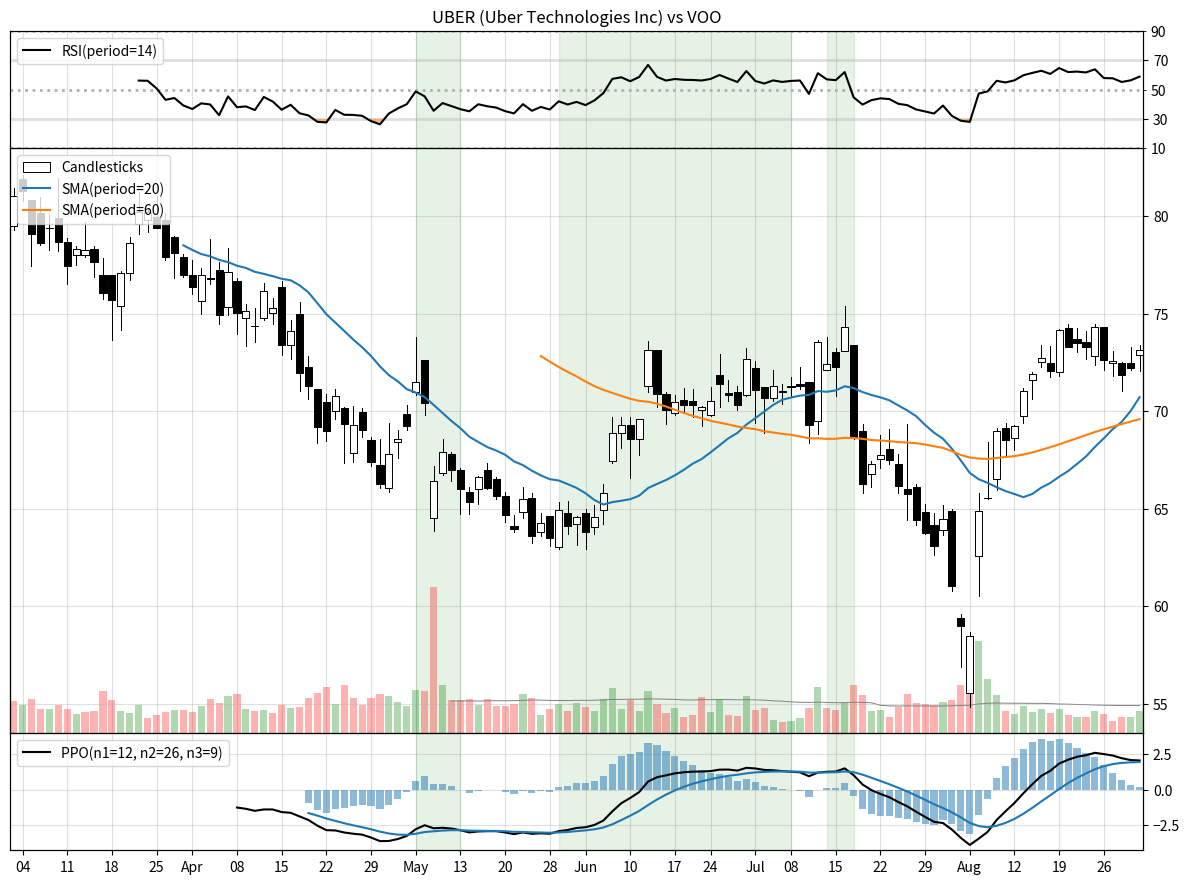 UBER (Uber Technologies Inc) vs VOO
RSI(period=14)
90
70
50
30
10
Candlesticks
SMA(period=20)
SMA(period=60)
80
75
70
65
60
55
PPO(n1=12, n2=26, n3=9)
2.5
0.0
−2.5
04 11 18 25 Apr 08 15 22 29 May 13 20 28 Jun 10 17 24 Jul 08 15 22 29 Aug 12 19 26